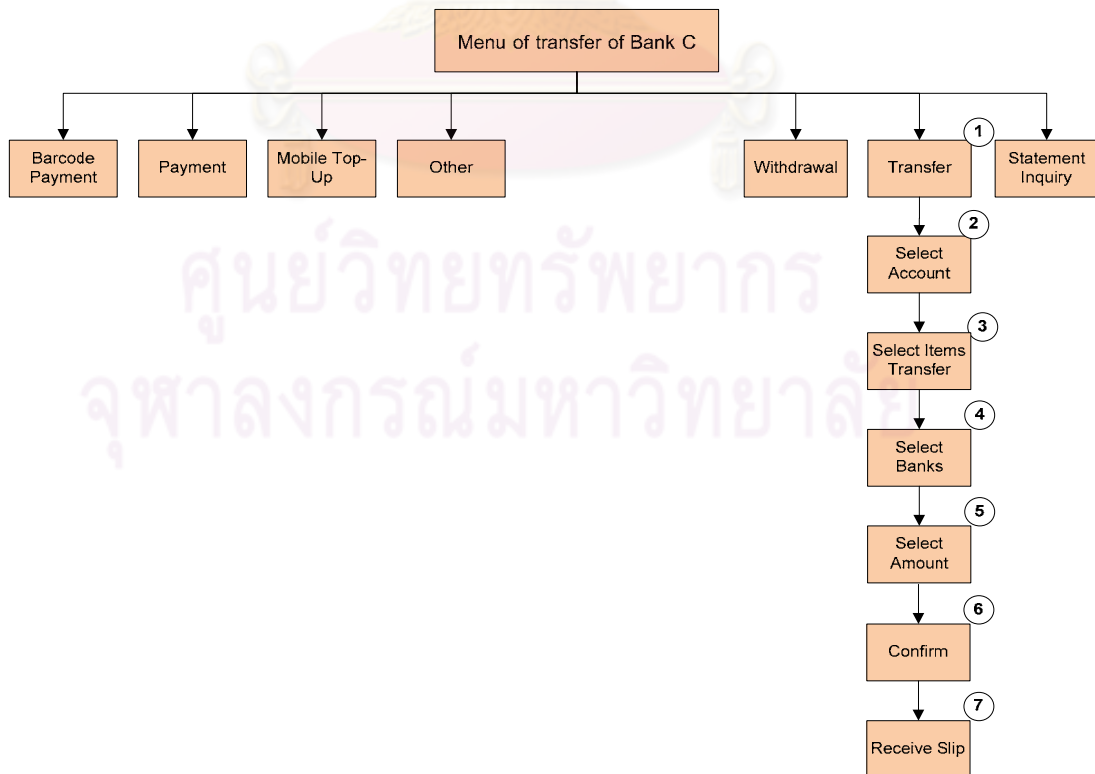 Menu of transfer of Bank C
Barcode
Payment
Payment
Mobile Top-
Up
Other
Withdrawal
1
Transfer
Statement
Inquiry
2
Select
Account
3
Select Items
Transfer
4
Select
Banks
5
Select
Amount
6
Confirm
7
Receive Slip
ศูนย์วิทยทรัพยากร
จุฬาลงกรณ์มหาวิทยาลัย